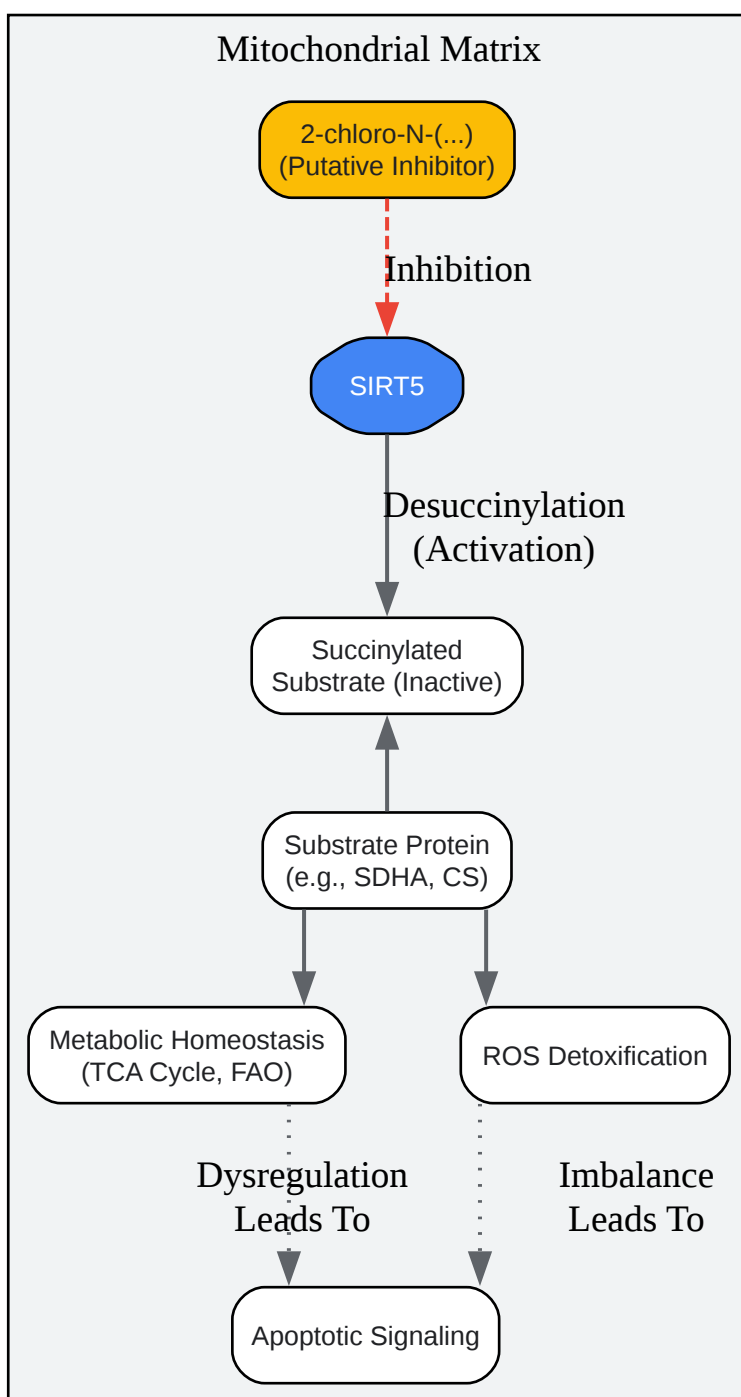 Mitochondrial Matrix
2-chloro-N-(...)
(Putative Inhibitor)
Inhibition
SIRT5
Desuccinylation
(Activation)
Succinylated
Substrate (Inactive)
Substrate Protein
(e.g., SDHA, CS)
Metabolic Homeostasis
(TCA Cycle, FAO)
ROS Detoxification
Dysregulation
Leads To
Imbalance
Leads To
Apoptotic Signaling